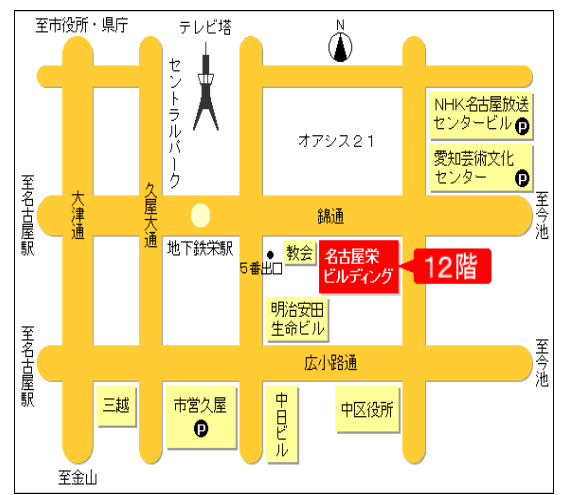 至市役所・県庁
テレビ塔
N
セントラルパーク
NHK名古屋放送
センタービル P
オアシス21
愛知芸術文化
センター P
至名古屋駅
大津通
久屋大通
錦通
至今池
地下鉄栄駅
5番出口
教会
名古屋栄
ビルディング
12階
明治安田
生命ビル
至名古屋駅
広小路通
至今池
三越
市営久屋
P
中日ビル
中区役所
至金山